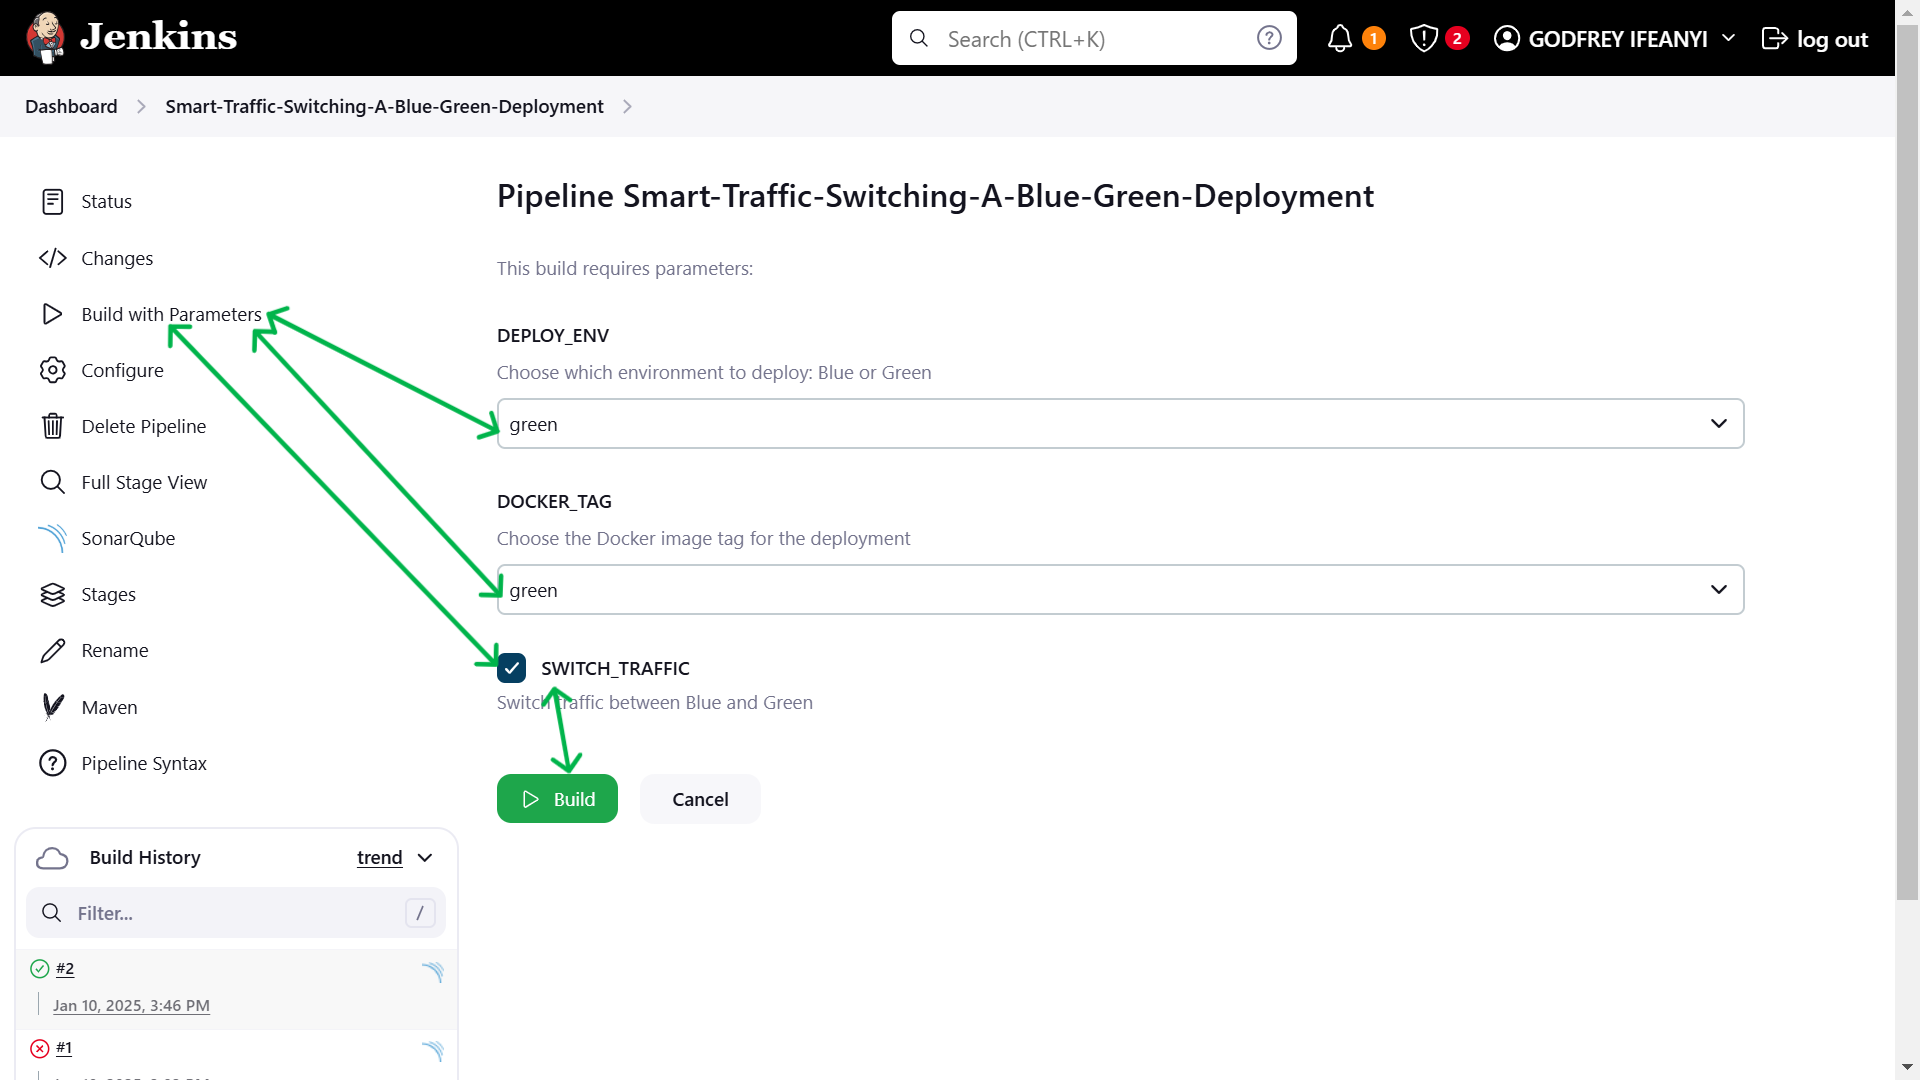 Jenkins
Search (CTRL+K)
1
2
GODFREY IFEANYI
log out
Dashboard
Smart-Traffic-Switching-A-Blue-Green-Deployment
Status
Changes
Build with Parameters
Configure
Delete Pipeline
Full Stage View
SonarQube
Stages
Rename
Maven
Pipeline Syntax
Build History
trend
Filter...
/
#2
Jan 10, 2025, 3:46 PM
#1
Pipeline Smart-Traffic-Switching-A-Blue-Green-Deployment
This build requires parameters:
DEPLOY_ENV
Choose which environment to deploy: Blue or Green
green
DOCKER_TAG
Choose the Docker image tag for the deployment
green
SWITCH_TRAFFIC
Switch traffic between Blue and Green
Build
Cancel